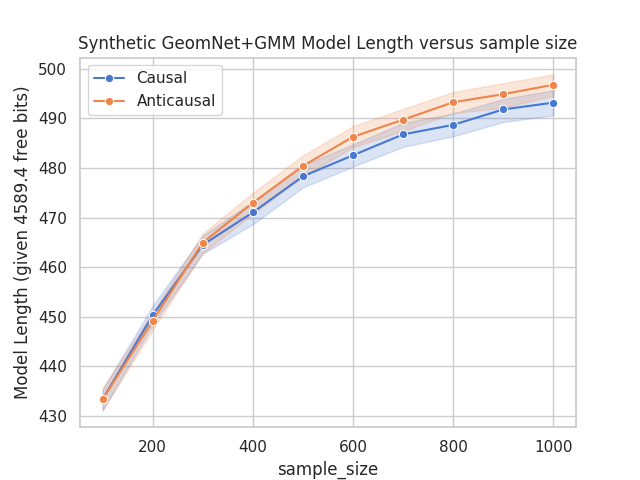 Synthetic GeomNet+GMM Model Length versus sample size
Causal
Anticausal
Model Length (given 4589.4 free bits)
500
490
480
470
460
450
440
430
200
400
600
800
1000
sample_size